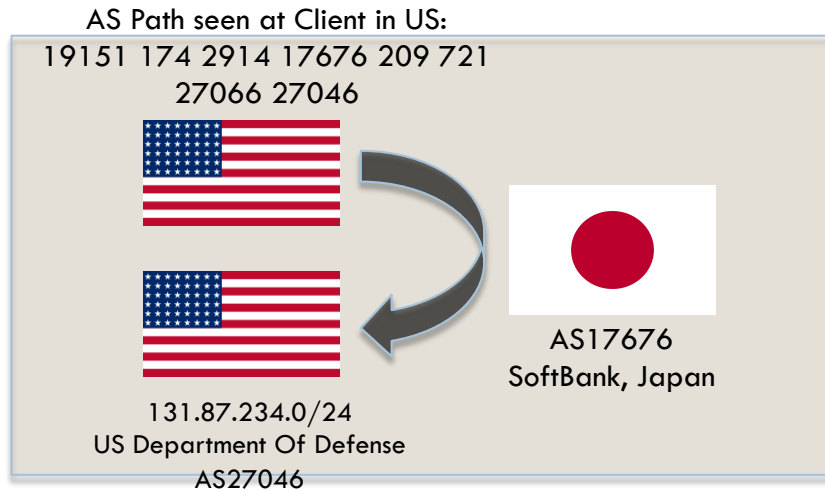 AS Path seen at Client in US:
19151 174 2914 17676 209 721
27066 27046
AS17676
SoftBank, Japan
131.87.234.0/24
US Department Of Defense
AS27046